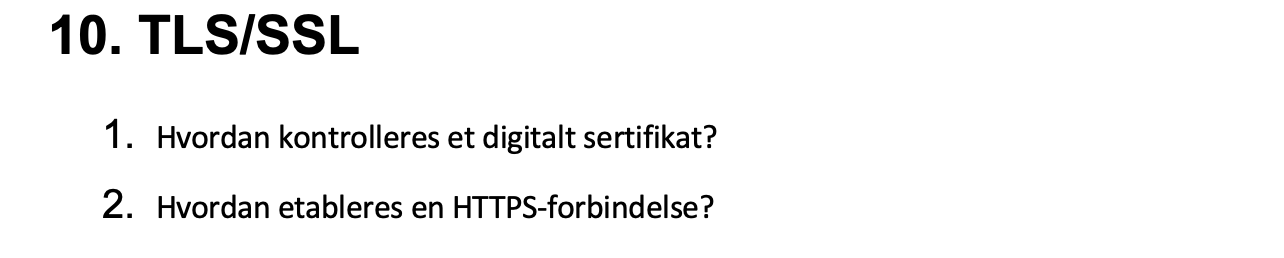 10. TLS/SSL
1. Hvordan kontrolleres et digitalt sertifikat?
2. Hvordan etableres en HTTPS-forbindelse?